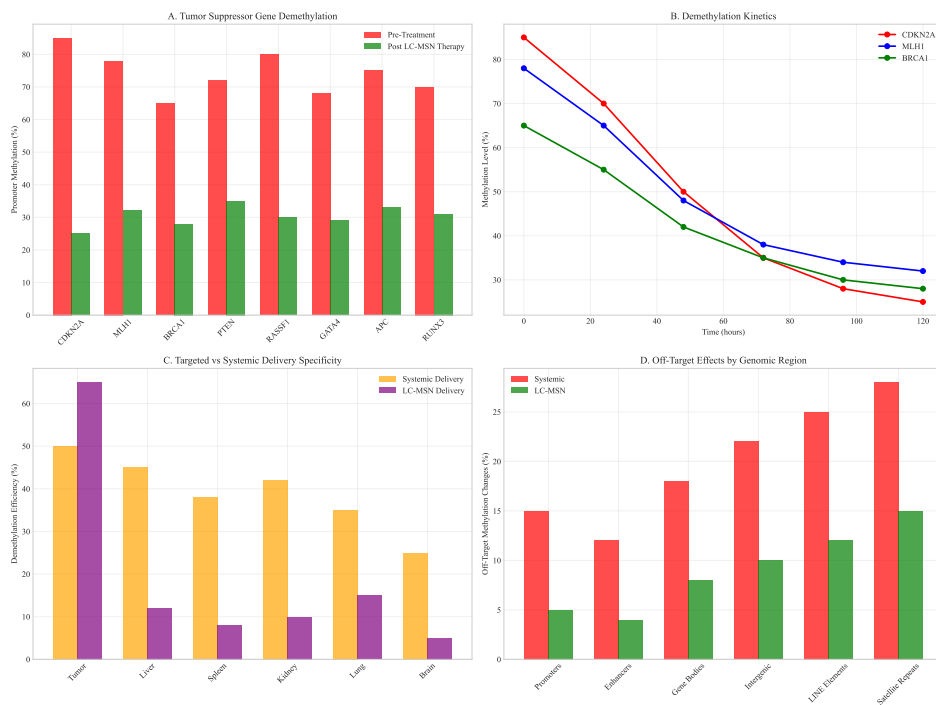 A. Tumor Suppressor Gene Demethylation
Pre-Treatment
Post LC-MSN Therapy
Promoter Methylation (%)
80
70
60
50
40
30
20
10
0
CDKN2A
MLH1
BRCA1
PTEN
RASSF1
GATA4
APC
RUNX3
B. Demethylation Kinetics
CDKN2A
MLH1
BRCA1
Methylation Level (%)
80
70
60
50
40
30
0
20
40
60
80
100
120
Time (hours)
C. Targeted vs Systemic Delivery Specificity
Systemic Delivery
LC-MSN Delivery
Demethylation Efficiency (%)
60
50
40
30
20
10
0
Tumor
Liver
Spleen
Kidney
Lung
Brain
D. Off-Target Effects by Genomic Region
Systemic
LC-MSN
Off-Target Methylation Changes (%)
25
20
15
10
5
0
Promoters
Enhancers
Gene Bodies
Intergenic
LINE Elements
Satellite Repeats